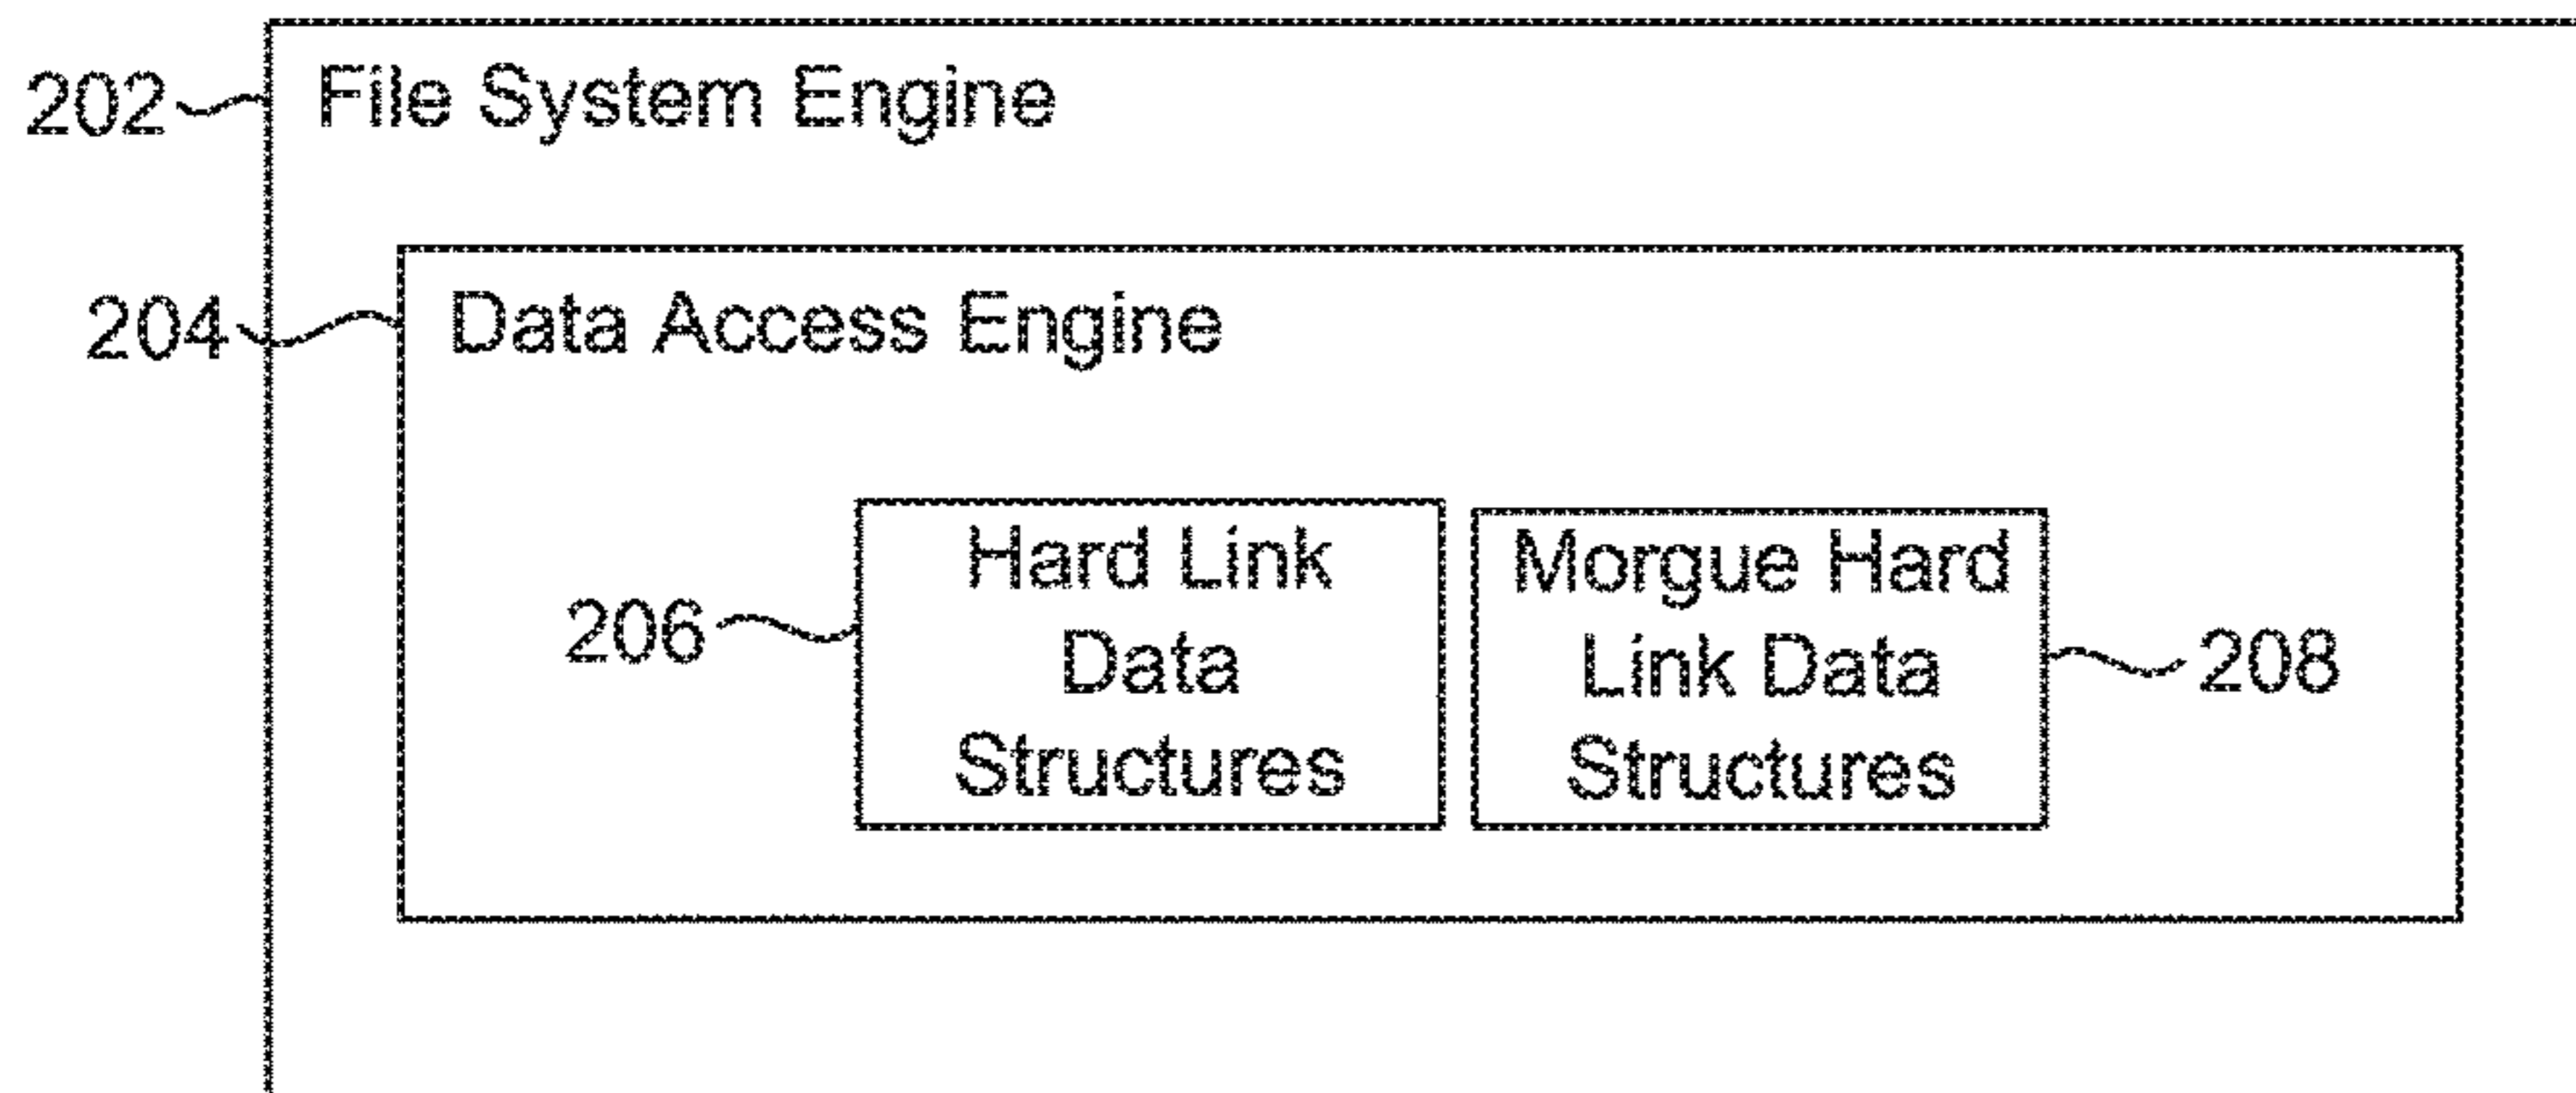 202
File System Engine
204
Data Access Engine
206
Hard Link
Data
Structures
Morgue Hard
Link Data
Structures
208